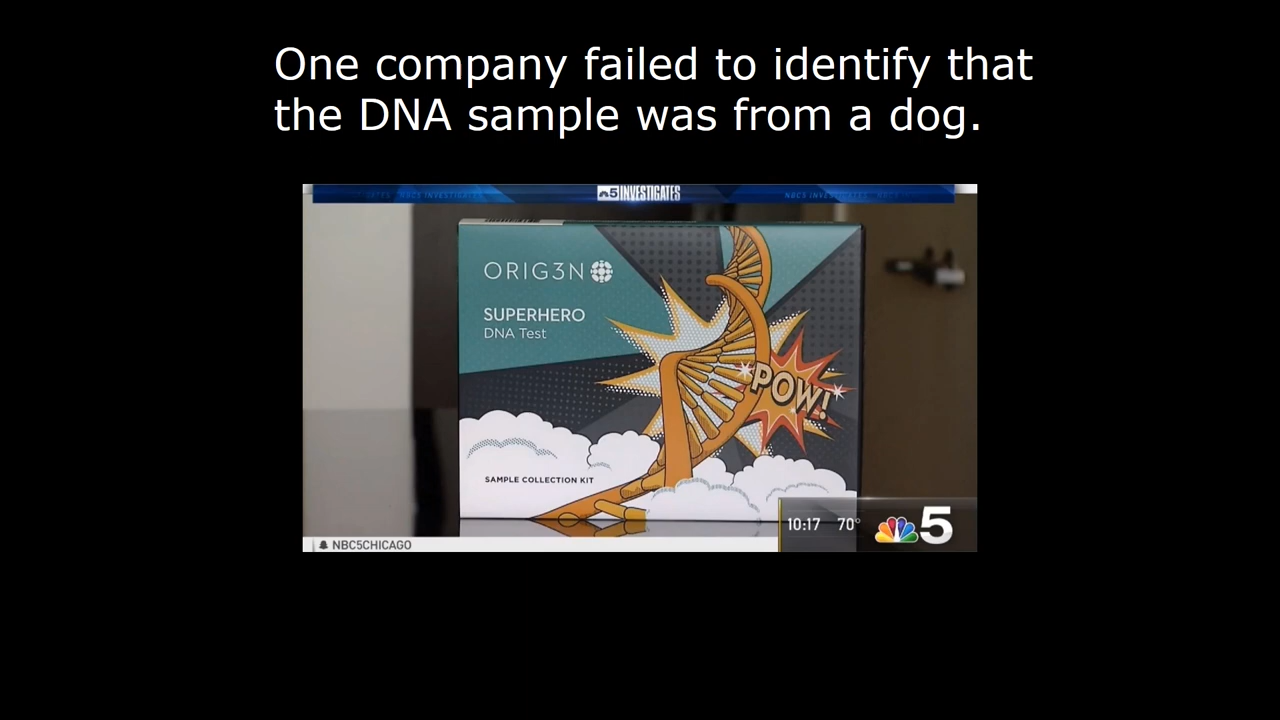 One company failed to identify that
the DNA sample was from a dog.
5 INVESTIGATES
ORIG3N
SUPERHERO
DNA Test
POW!
SAMPLE COLLECTION KIT
10:17 70° 5
NBC5CHICAGO